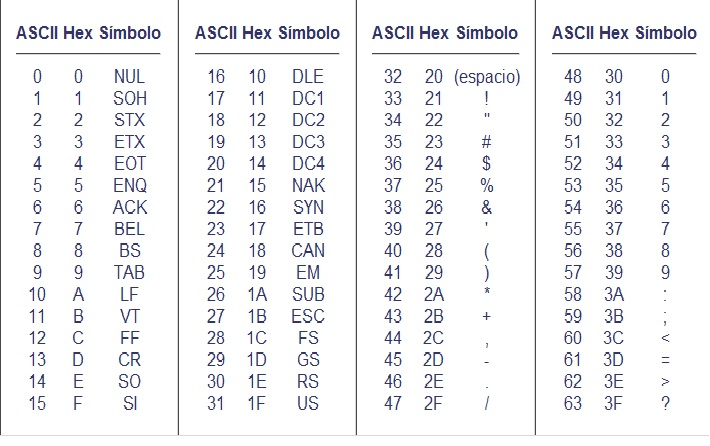 ASCII Hex Símbolo ASCII Hex Símbolo ASCII Hex Símbolo ASCII Hex Símbolo
0 0 NUL 16 10 DLE 32 20 (espacio) 48 30 0
1 1 SOH 17 11 DC1 33 21 ! 49 31 1
2 2 STX 18 12 DC2 34 22 " 50 32 2
3 3 ETX 19 13 DC3 35 23 # 51 33 3
4 4 EOT 20 14 DC4 36 24 $ 52 34 4
5 5 ENQ 21 15 NAK 37 25 % 53 35 5
6 6 ACK 22 16 SYN 38 26 & 54 36 6
7 7 BEL 23 17 ETB 39 27 ' 55 37 7
8 8 BS 24 18 CAN 40 28 ( 56 38 8
9 9 TAB 25 19 EM 41 29 ) 57 39 9
10 A LF 26 1A SUB 42 2A * 58 3A :
11 B VT 27 1B ESC 43 2B + 59 3B ;
12 C FF 28 1C FS 44 2C , 60 3C <
13 D CR 29 1D GS 45 2D - 61 3D =
14 E SO 30 1E RS 46 2E . 62 3E >
15 F SI 31 1F US 47 2F / 63 3F ?